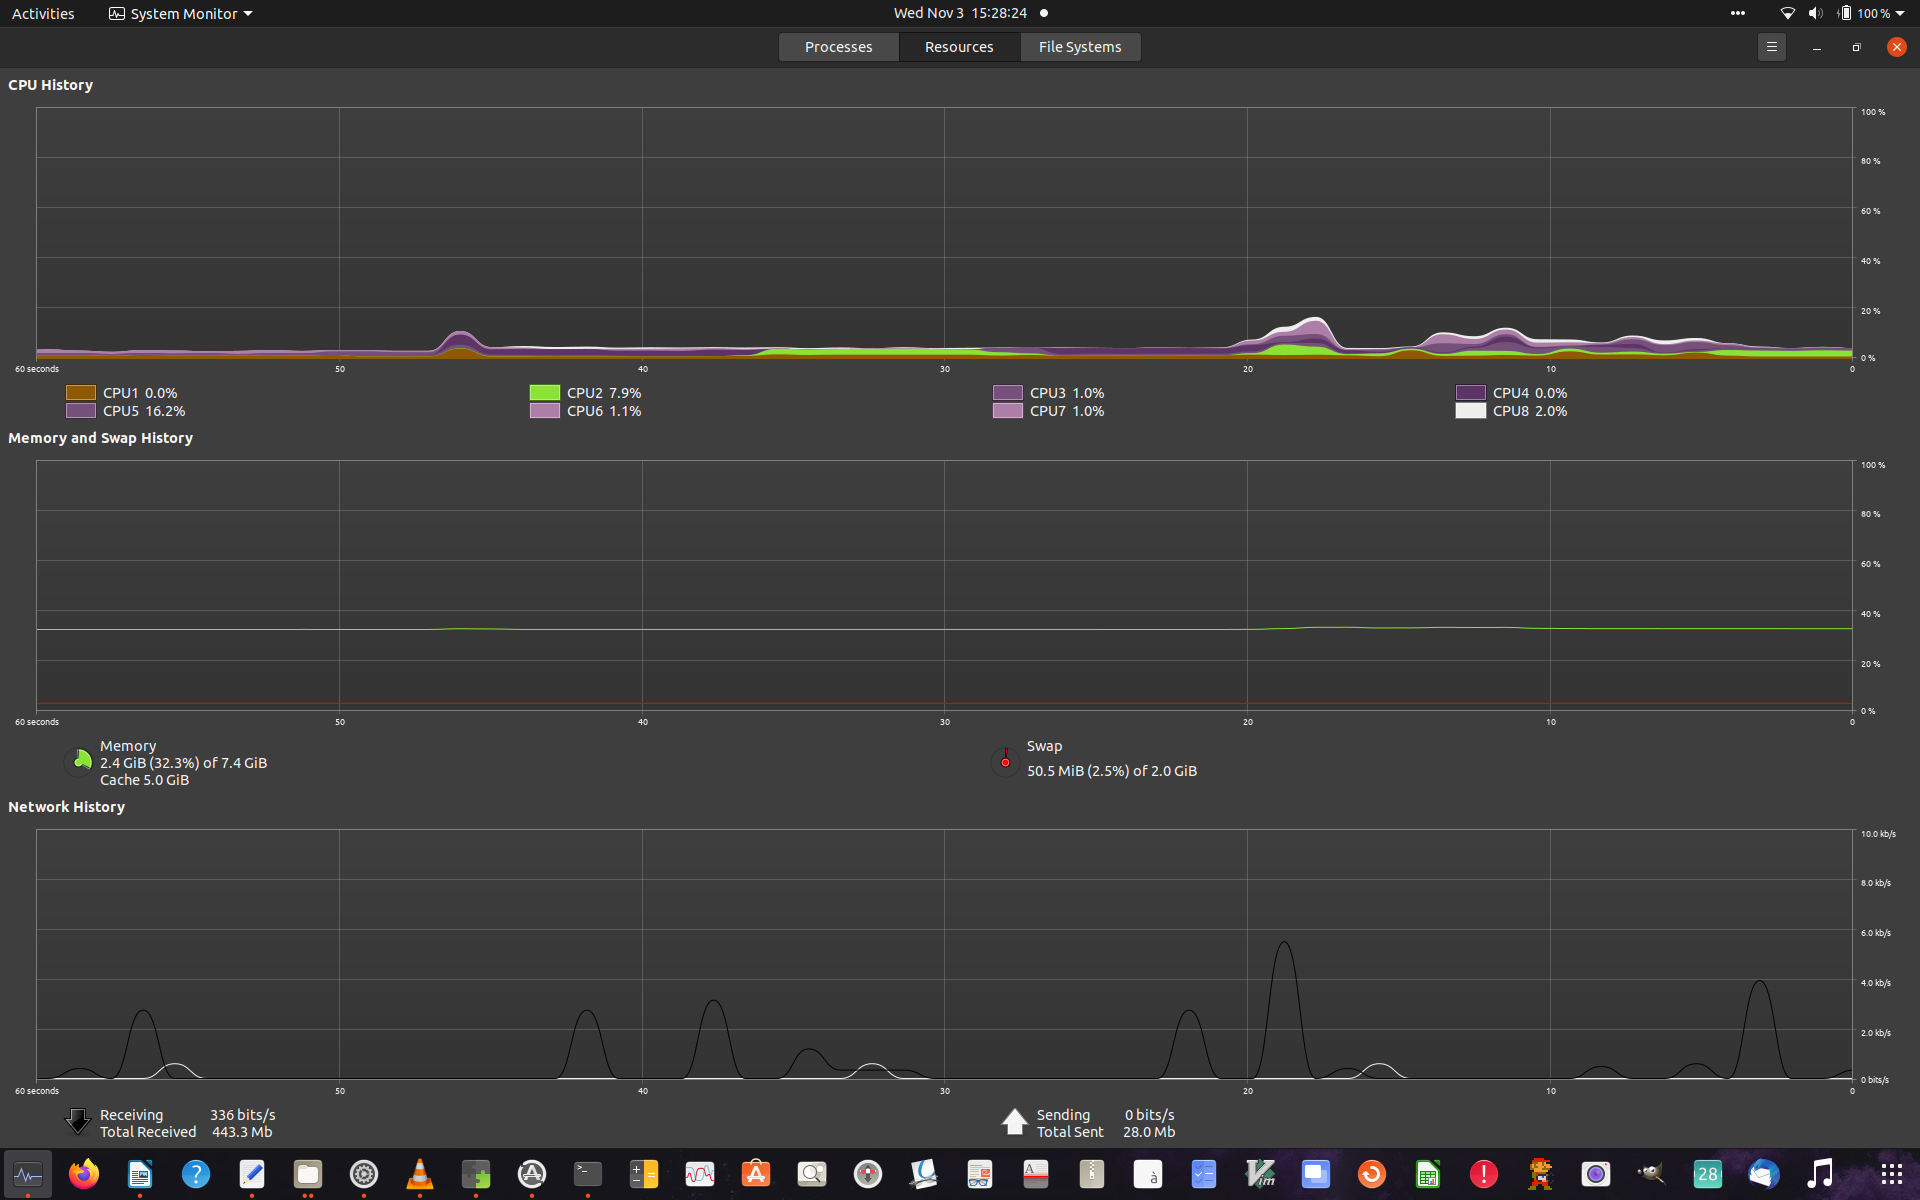 Activities System Monitor Wed Nov 3 15:28:24 100 %
Processes Resources File Systems
CPU History
100 %
80 %
60 %
40 %
20 %
0 %
60 seconds 50 40 30 20 10 0
CPU1 0.0% CPU2 7.9% CPU3 1.0% CPU4 0.0%
CPU5 16.2% CPU6 1.1% CPU7 1.0% CPU8 2.0%
Memory and Swap History
100 %
80 %
60 %
40 %
20 %
0 %
60 seconds 50 40 30 20 10 0
Memory
2.4 GiB (32.3%) of 7.4 GiB
Cache 5.0 GiB
Swap
50.5 MiB (2.5%) of 2.0 GiB
Network History
10.0 kb/s
8.0 kb/s
6.0 kb/s
4.0 kb/s
2.0 kb/s
0 bits/s
60 seconds 50 40 30 20 10 0
Receiving 336 bits/s
Total Received 443.3 Mb
Sending 0 bits/s
Total Sent 28.0 Mb
? >_ à Vim ! 28